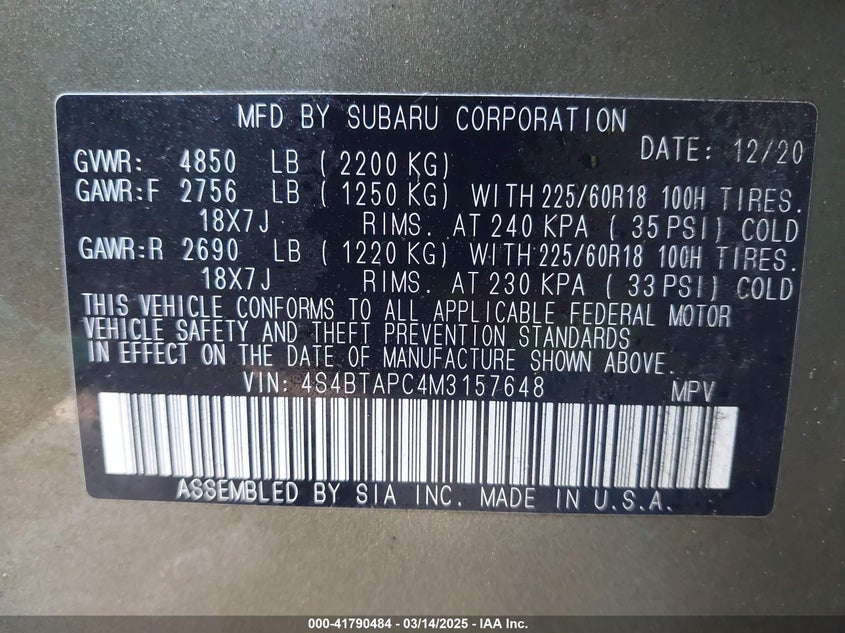 MFD BY SUBARU CORPORATION
DATE: 12/20
GVWR: 4850 LB ( 2200 KG)
GAWR:F 2756 LB ( 1250 KG) WITH 225/60R18 100H TIRES.
18X7J RIMS. AT 240 KPA ( 35 PSI) COLD
GAWR:R 2690 LB ( 1220 KG) WITH 225/60R18 100H TIRES.
18X7J RIMS. AT 230 KPA ( 33 PSI) COLD
THIS VEHICLE CONFORMS TO ALL APPLICABLE FEDERAL MOTOR
VEHICLE SAFETY AND THEFT PREVENTION STANDARDS
IN EFFECT ON THE DATE OF MANUFACTURE SHOWN ABOVE.
VIN: 4S4BTAPC4M3157648 MPV
ASSEMBLED BY SIA INC. MADE IN U.S.A.
000-41790484 - 03/14/2025 - IAA Inc.